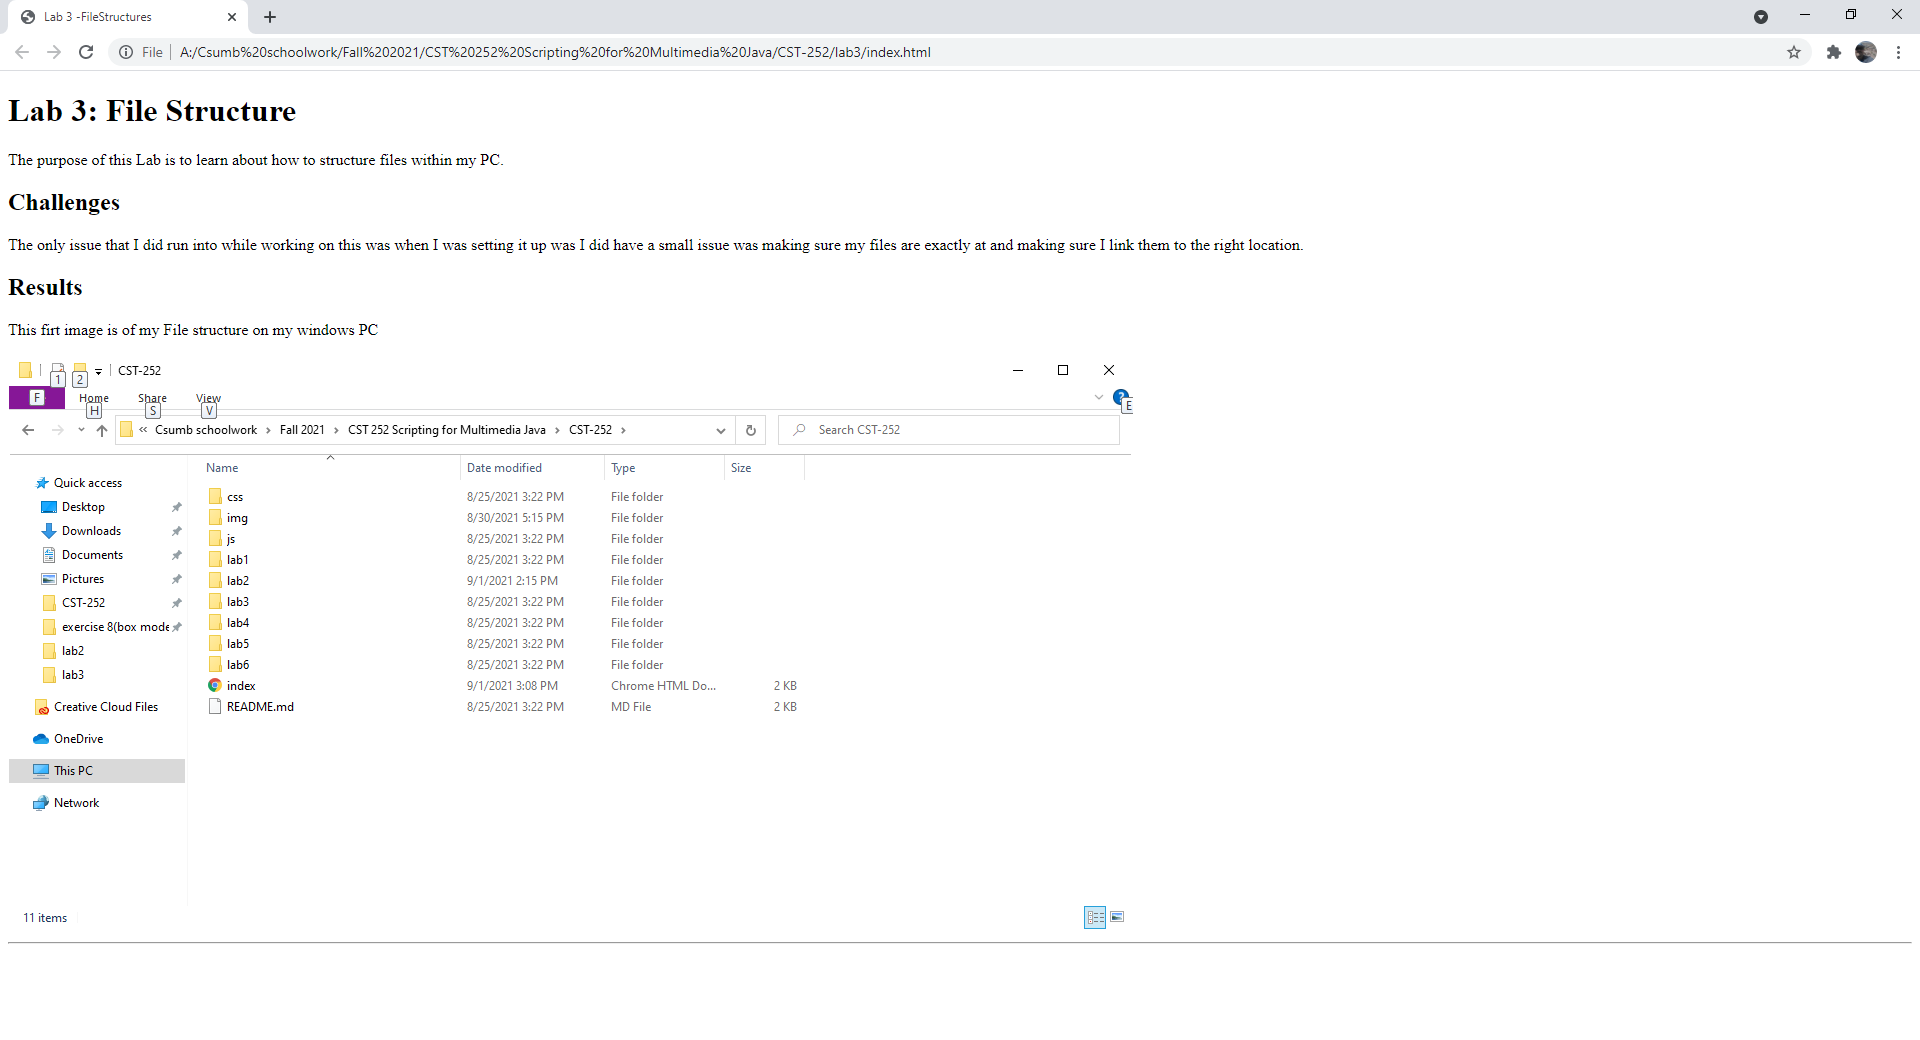 Lab 3 -FileStructures
File A:/Csumb%20schoolwork/Fall%202021/CST%20252%20Scripting%20for%20Multimedia%20Java/CST-252/lab3/index.html
Lab 3: File Structure
The purpose of this Lab is to learn about how to structure files within my PC.
Challenges
The only issue that I did run into while working on this was when I was setting it up was I did have a small issue was making sure my files are exactly at and making sure I link them to the right location.
Results
This firt image is of my File structure on my windows PC
CST-252
1 2
F Home Share View
H S V E
« Csumb schoolwork > Fall 2021 > CST 252 Scripting for Multimedia Java > CST-252 > Search CST-252
Name Date modified Type Size
Quick access
Desktop
Downloads
Documents
Pictures
CST-252
exercise 8(box mode
lab2
lab3
Creative Cloud Files
OneDrive
This PC
Network
css 8/25/2021 3:22 PM File folder
img 8/30/2021 5:15 PM File folder
js 8/25/2021 3:22 PM File folder
lab1 8/25/2021 3:22 PM File folder
lab2 9/1/2021 2:15 PM File folder
lab3 8/25/2021 3:22 PM File folder
lab4 8/25/2021 3:22 PM File folder
lab5 8/25/2021 3:22 PM File folder
lab6 8/25/2021 3:22 PM File folder
index 9/1/2021 3:08 PM Chrome HTML Do... 2 KB
README.md 8/25/2021 3:22 PM MD File 2 KB
11 items